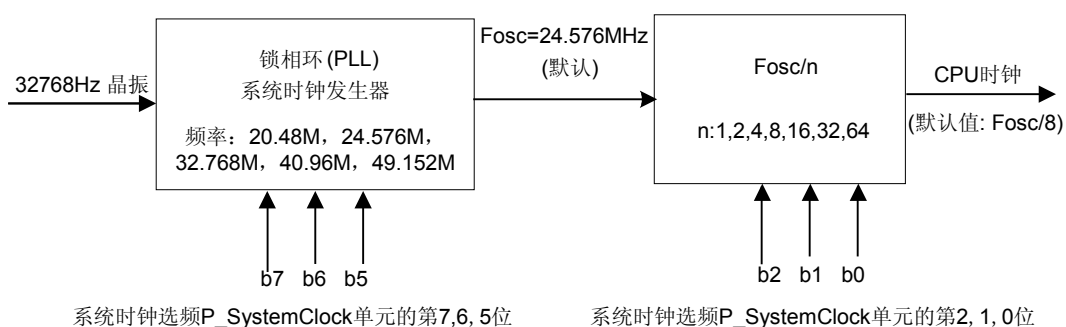 32768Hz 晶振
锁相环(PLL)
系统时钟发生器
频率：20.48M，24.576M，
32.768M，40.96M，49.152M
b7 b6 b5
系统时钟选频P_SystemClock单元的第7,6, 5位
Fosc=24.576MHz
(默认)
Fosc/n
n:1,2,4,8,16,32,64
b2 b1 b0
系统时钟选频P_SystemClock单元的第2, 1, 0位
CPU时钟
(默认值: Fosc/8)